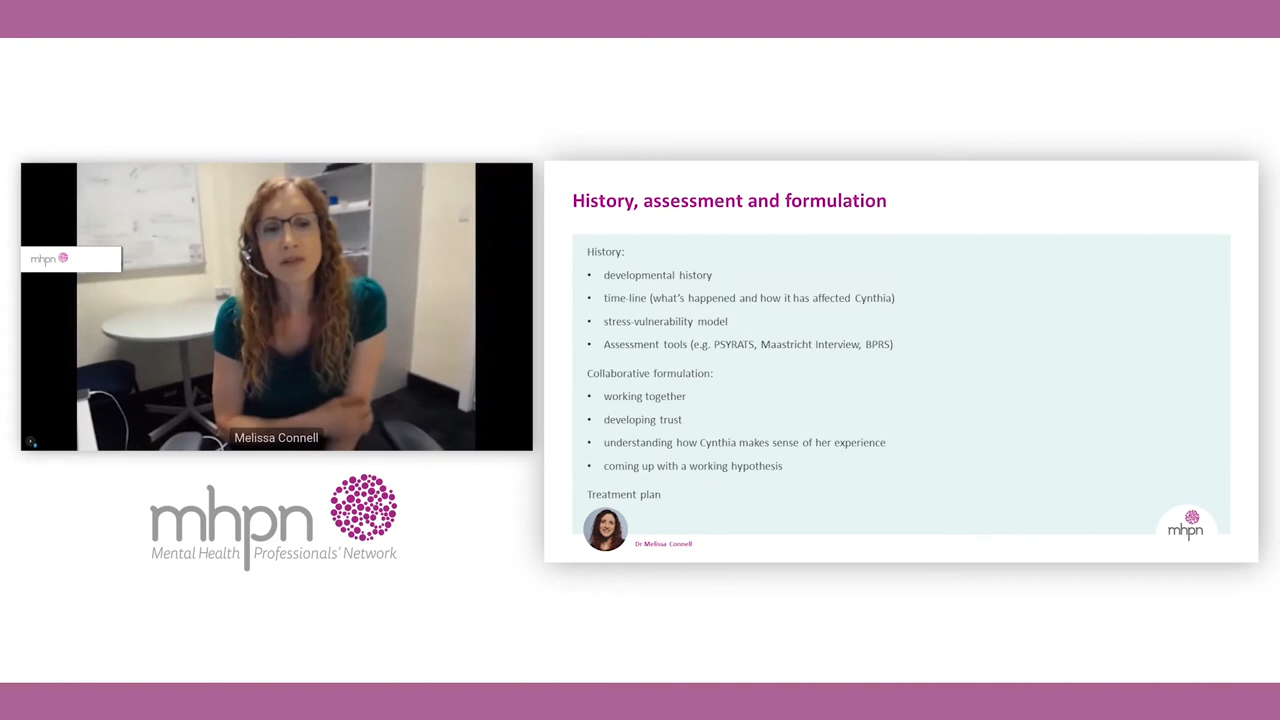 mhpn
Melissa Connell
mhpn
Mental Health Professionals' Network
History, assessment and formulation
History:
• developmental history
• time-line (what's happened and how it has affected Cynthia)
• stress-vulnerability model
• Assessment tools (e.g. PSYRATS, Maastricht Interview, BPRS)
Collaborative formulation:
• working together
• developing trust
• understanding how Cynthia makes sense of her experience
• coming up with a working hypothesis
Treatment plan
Dr Melissa Connell
mhpn